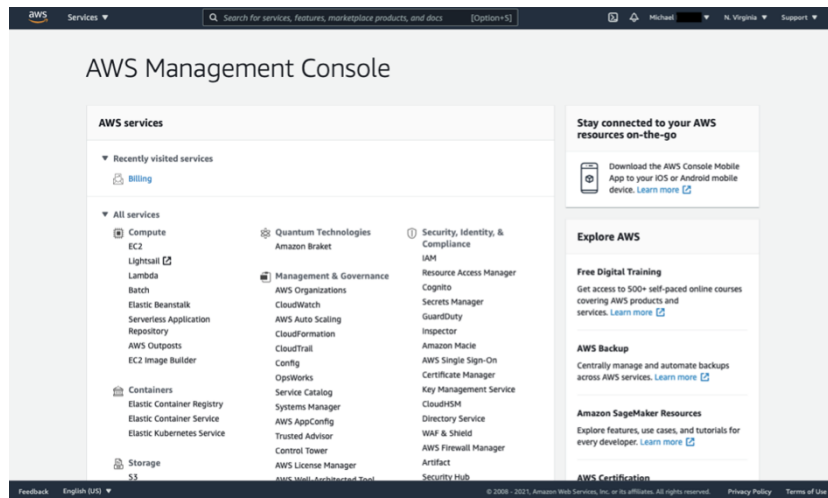 aws
Services ▼
Search for services, features, marketplace products, and docs
[Option+S]
Michael
N. Virginia ▼
Support ▼
AWS Management Console
AWS services
▼ Recently visited services
Billing
▼ All services
Compute
EC2
Lightsail
Lambda
Batch
Elastic Beanstalk
Serverless Application
Repository
AWS Outposts
EC2 Image Builder
Containers
Elastic Container Registry
Elastic Container Service
Elastic Kubernetes Service
Storage
S3
Quantum Technologies
Amazon Braket
Management & Governance
AWS Organizations
CloudWatch
AWS Auto Scaling
CloudFormation
CloudTrail
Config
OpsWorks
Service Catalog
Systems Manager
AWS AppConfig
Trusted Advisor
Control Tower
AWS License Manager
AWS Well-Architected Tool
Security, Identity, &
Compliance
IAM
Resource Access Manager
Cognito
Secrets Manager
GuardDuty
Inspector
Amazon Macie
AWS Single Sign-On
Certificate Manager
Key Management Service
CloudHSM
Directory Service
WAF & Shield
AWS Firewall Manager
Artifact
Security Hub
Stay connected to your AWS
resources on-the-go
Download the AWS Console Mobile
App to your iOS or Android mobile
device. Learn more
Explore AWS
Free Digital Training
Get access to 500+ self-paced online courses
covering AWS products and
services. Learn more
AWS Backup
Centrally manage and automate backups
across AWS services. Learn more
Amazon SageMaker Resources
Explore features, use cases, and tutorials for
every developer. Learn more
AWS Certification
Feedback
English (US) ▼
© 2008 - 2021, Amazon Web Services, Inc. or its affiliates. All rights reserved.
Privacy Policy
Terms of Use